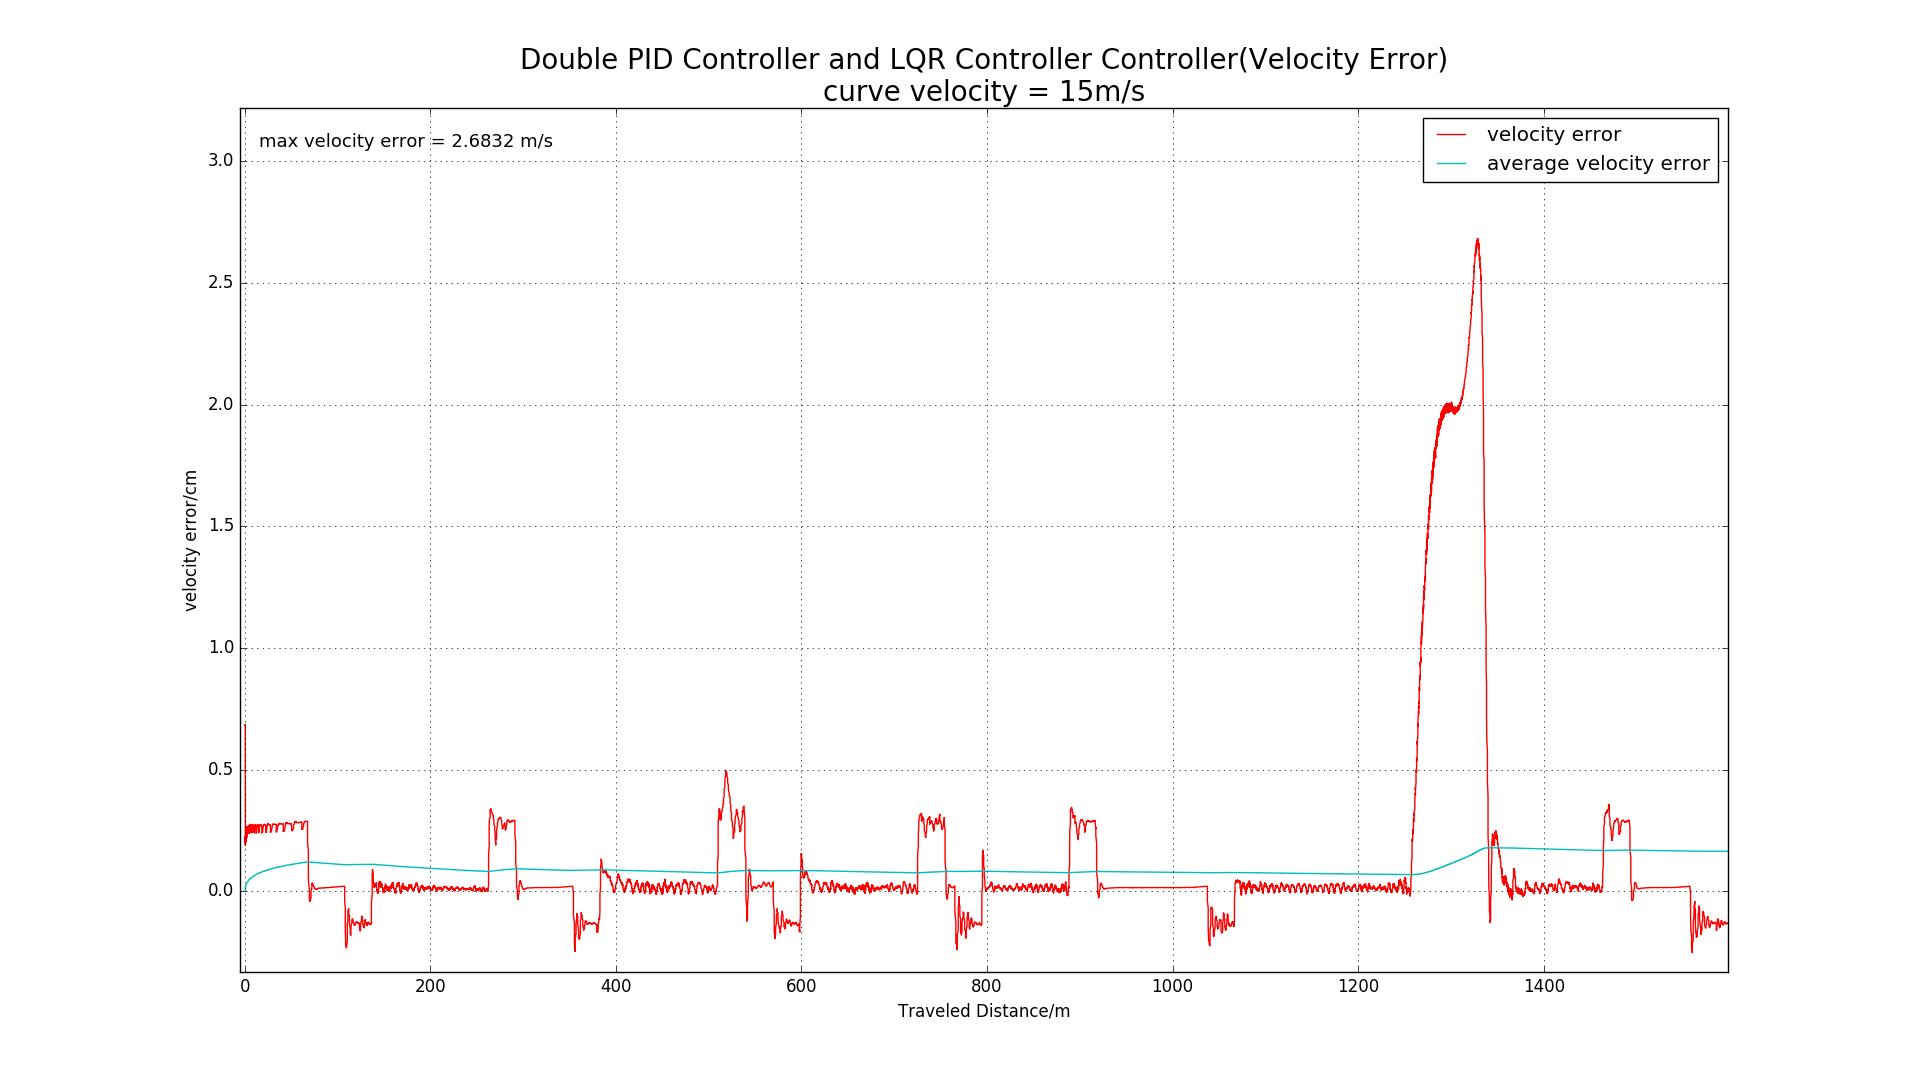 Double PID Controller and LQR Controller Controller(Velocity Error)
curve velocity = 15m/s
max velocity error = 2.6832 m/s
velocity error
average velocity error
3.0
2.5
2.0
1.5
1.0
0.5
0.0
velocity error/cm
0 200 400 600 800 1000 1200 1400
Traveled Distance/m